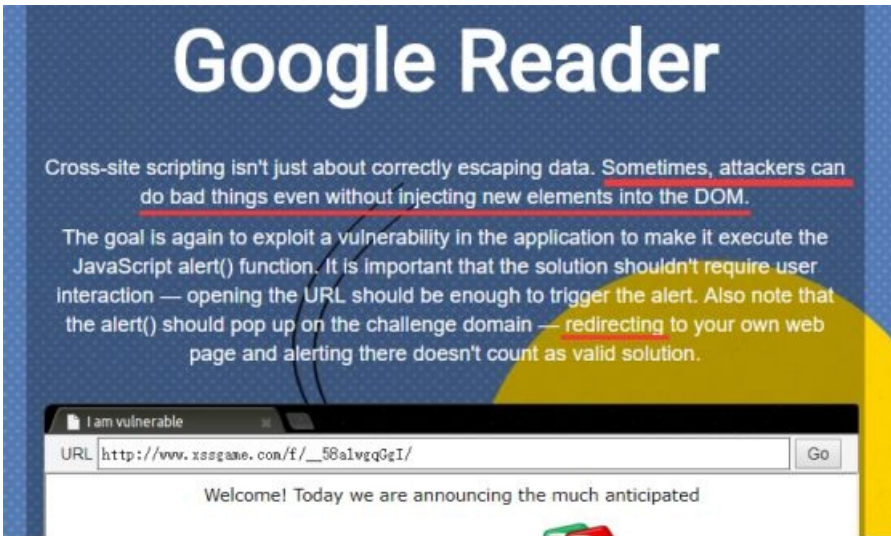 Google Reader
Cross-site scripting isn't just about correctly escaping data. Sometimes, attackers can
do bad things even without injecting new elements into the DOM.
The goal is again to exploit a vulnerability in the application to make it execute the
JavaScript alert() function. It is important that the solution shouldn't require user
interaction — opening the URL should be enough to trigger the alert. Also note that
the alert() should pop up on the challenge domain — redirecting to your own web
page and alerting there doesn't count as valid solution.
I am vulnerable
URL http://www.xssgame.com/f/__58a1wgqGgI/ Go
Welcome! Today we are announcing the much anticipated